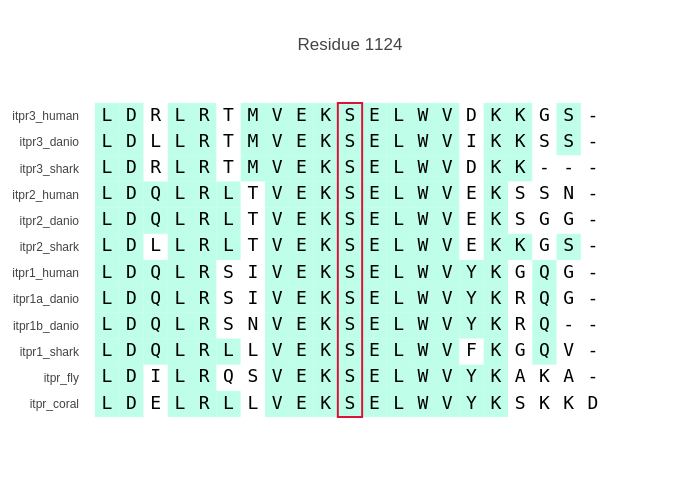 Residue 1124
itpr3_human L D R L R T M V E K S E L W V D K K G S -
itpr3_danio L D L L R T M V E K S E L W V I K K S S -
itpr3_shark L D R L R T M V E K S E L W V D K K - - -
itpr2_human L D Q L R L T V E K S E L W V E K S S N -
itpr2_danio L D Q L R L T V E K S E L W V E K S G G -
itpr2_shark L D L L R L T V E K S E L W V E K K G S -
itpr1_human L D Q L R S I V E K S E L W V Y K G Q G -
itpr1a_danio L D Q L R S I V E K S E L W V Y K R Q G -
itpr1b_danio L D Q L R S N V E K S E L W V Y K R Q - -
itpr1_shark L D Q L R L L V E K S E L W V F K G Q V -
itpr_fly L D I L R Q S V E K S E L W V Y K A K A -
itpr_coral L D E L R L L V E K S E L W V Y K S K K D